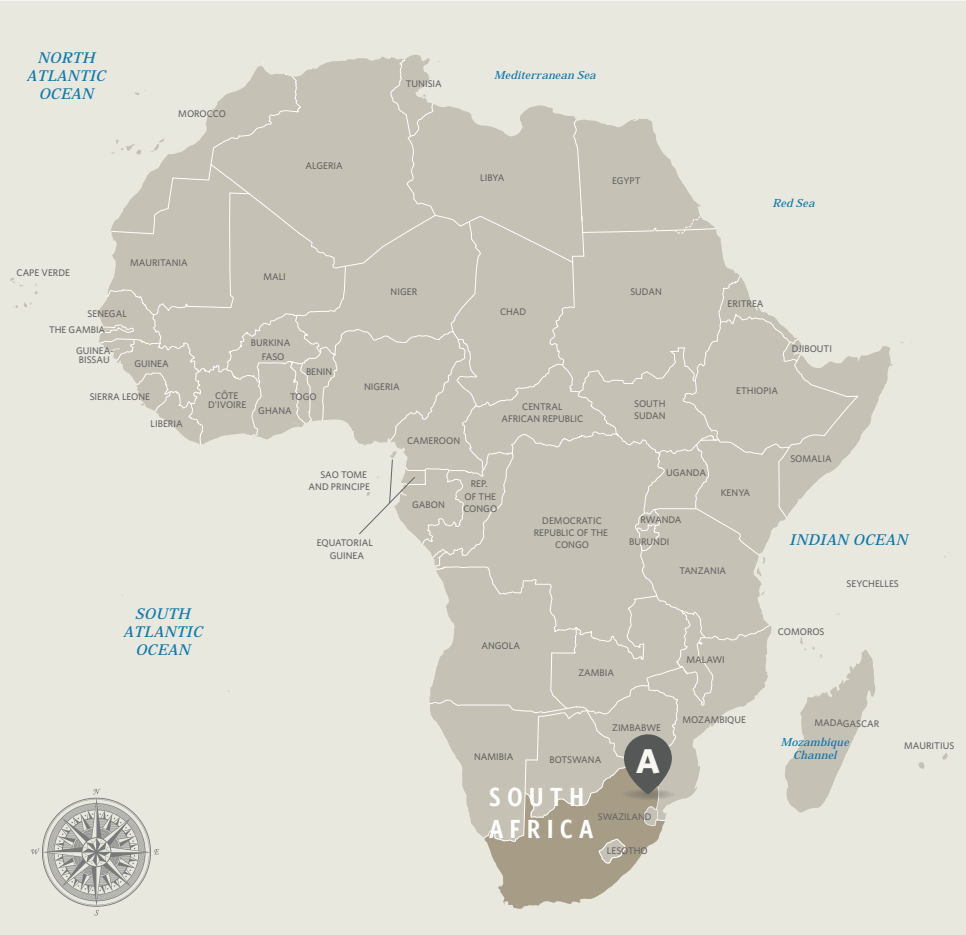 NORTH
ATLANTIC
OCEAN
Mediterranean Sea
TUNISIA
MOROCCO
ALGERIA
LIBYA
EGYPT
Red Sea
CAPE VERDE
MAURITANIA
MALI
NIGER
CHAD
SUDAN
ERITREA
SENEGAL
THE GAMBIA
GUINEA-
BISSAU
GUINEA
BURKINA
FASO
BENIN
DJIBOUTI
SIERRA LEONE
CÔTE
D'IVOIRE
GHANA
TOGO
NIGERIA
ETHIOPIA
LIBERIA
CENTRAL
AFRICAN REPUBLIC
SOUTH
SUDAN
CAMEROON
SOMALIA
SAO TOME
AND PRINCIPE
GABON
REP.
OF THE
CONGO
UGANDA
KENYA
EQUATORIAL
GUINEA
DEMOCRATIC
REPUBLIC OF THE
CONGO
RWANDA
BURUNDI
INDIAN OCEAN
TANZANIA
SEYCHELLES
SOUTH
ATLANTIC
OCEAN
ANGOLA
COMOROS
ZAMBIA
MALAWI
MOZAMBIQUE
ZIMBABWE
MADAGASCAR
Mozambique
Channel
MAURITIUS
NAMIBIA
BOTSWANA
A
SOUTH
AFRICA
SWAZILAND
LESOTHO
N
W
E
S